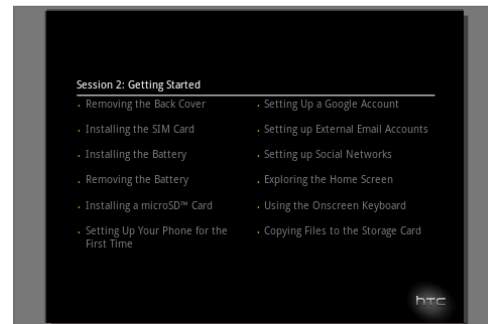 Session 2: Getting Started
Removing the Back Cover
Installing the SIM Card
Installing the Battery
Removing the Battery
Installing a microSD™ Card
Setting Up Your Phone for the
First Time
Setting Up a Google Account
Setting up External Email Accounts
Setting up Social Networks
Exploring the Home Screen
Using the Onscreen Keyboard
Copying Files to the Storage Card
hTC